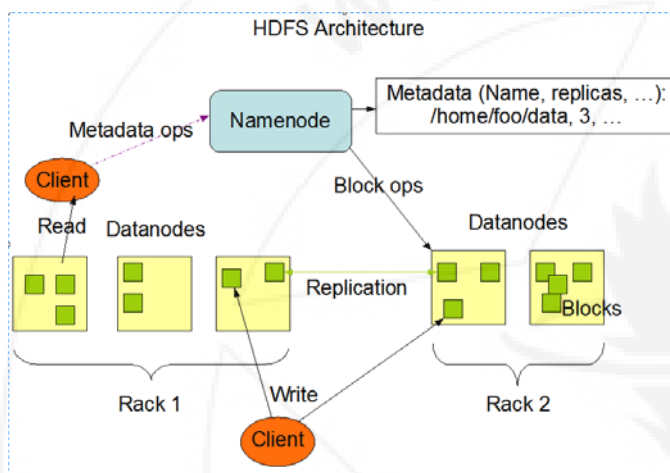 HDFS Architecture
Metadata (Name, replicas, ...):
/home/foo/data, 3, ...
Namenode
Metadata ops
Client
Block ops
Read
Datanodes
Datanodes
Replication
Blocks
Rack 1
Write
Rack 2
Client